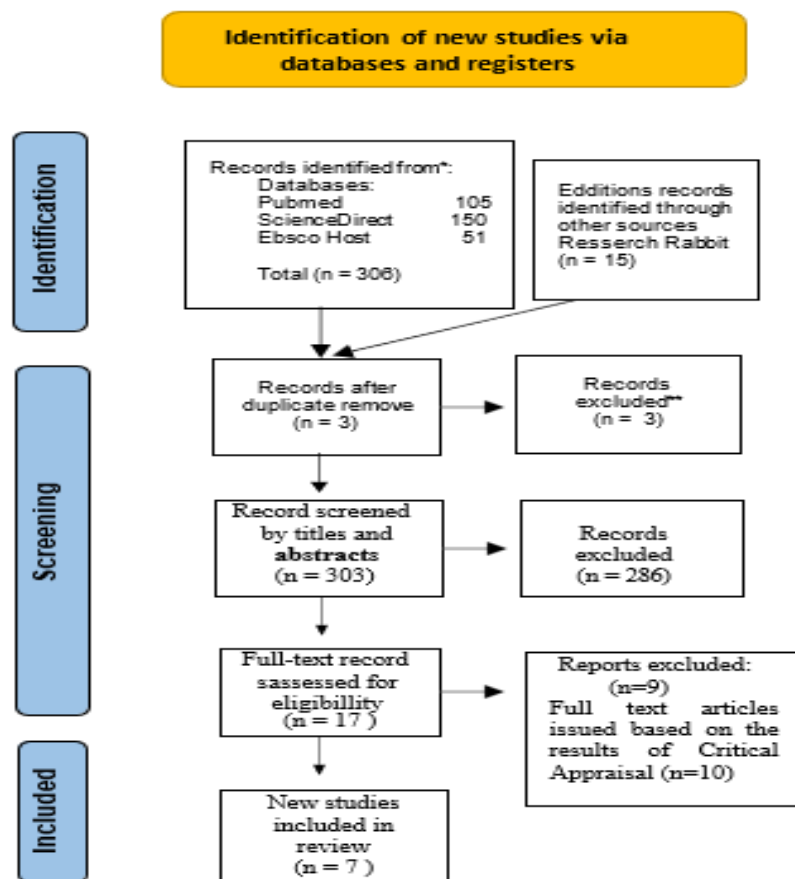 Identification of new studies via
databases and registers
Identification
Records identified from*:
Databases:
Pubmed 105
ScienceDirect 150
Ebsco Host 51
Total (n = 306)
Edditions records
identified through
other sources
Resserch Rabbit
(n = 15)
Screening
Records after
duplicate remove
(n = 3)
Records
excluded**
(n = 3)
Record screened
by titles and
abstracts
(n = 303)
Records
excluded
(n = 286)
Full-text record
sassessed for
eligibillity
(n = 17 )
Reports excluded:
(n=9)
Full text articles
issued based on the
results of Critical
Appraisal (n=10)
Included
New studies
included in
review
(n = 7 )